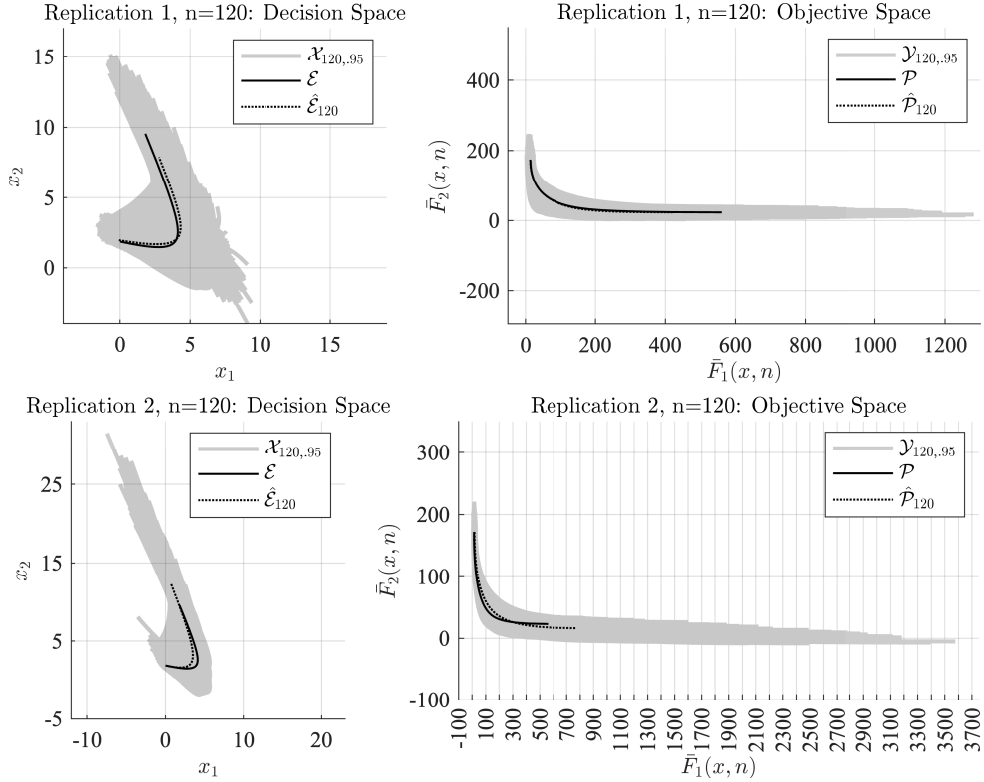 Replication 1, n=120: Decision Space
𝒳₁₂₀,.₉₅
ℰ
ℰ̂₁₂₀
15
10
5
0
x₂
0 5 10 15
x₁
Replication 1, n=120: Objective Space
𝒴₁₂₀,.₉₅
𝒫
𝒫̂₁₂₀
400
200
0
-200
F̄₂(x, n)
0 200 400 600 800 1000 1200
F̄₁(x, n)
Replication 2, n=120: Decision Space
𝒳₁₂₀,.₉₅
ℰ
ℰ̂₁₂₀
25
15
5
-5
x₂
-10 0 10 20
x₁
Replication 2, n=120: Objective Space
𝒴₁₂₀,.₉₅
𝒫
𝒫̂₁₂₀
300
200
100
0
-100
F̄₂(x, n)
-100 100 300 500 700 900 1100 1300 1500 1700 1900 2100 2300 2500 2700 2900 3100 3300 3500 3700
F̄₁(x, n)